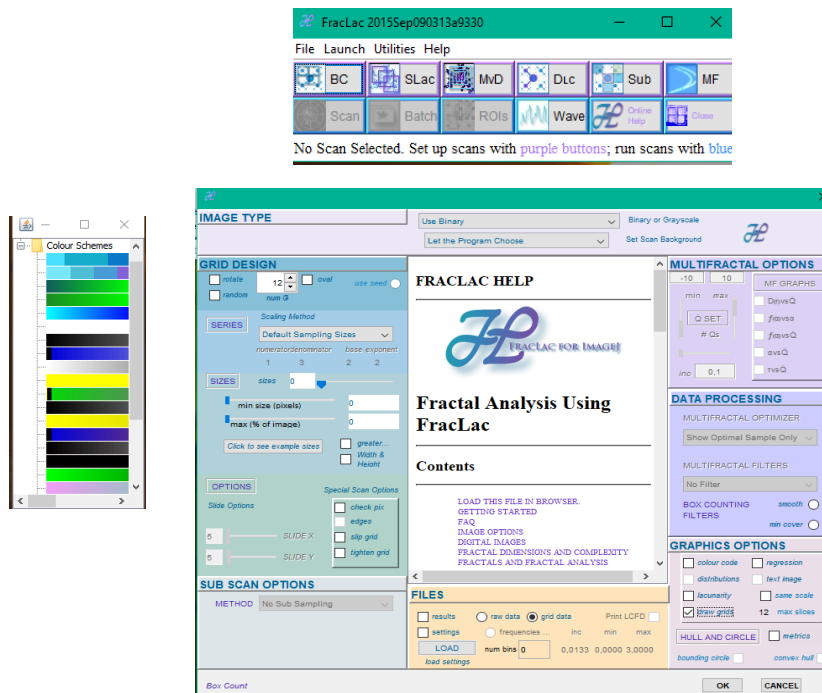 FracLac 2015Sep090313a9330
File Launch Utilities Help
BC SLac MvD DLC Sub MF
Scan Batch ROIs Wave Online Help Close
No Scan Selected. Set up scans with purple buttons; run scans with blue
Colour Schemes
IMAGE TYPE
Use Binary
Binary or Grayscale
Let the Program Choose
Set Scan Background
GRID DESIGN
rotate
12
oval
use seed
random
num G
SERIES
Scaling Method
Default Sampling Sizes
numerator denominator base exponent
1 3 2 2
SIZES
sizes
0
min size (pixels)
0
max (% of image)
0
Click to see example sizes
greater...
Width & Height
OPTIONS
Special Scan Options
Slide Options
check pix
edges
5
SLIDE X
slip grid
5
SLIDE Y
tighten grid
SUB SCAN OPTIONS
METHOD
No Sub Sampling
Box Count
FRACLAC HELP
FRACLAC FOR IMAGEJ
Fractal Analysis Using
FracLac
Contents
LOAD THIS FILE IN BROWSER.
GETTING STARTED
FAQ
IMAGE OPTIONS
DIGITAL IMAGES
FRACTAL DIMENSIONS AND COMPLEXITY
FRACTALS AND FRACTAL ANALYSIS
FILES
results
raw data
grid data
Print LCFD
settings
frequencies ...
inc min max
LOAD
num bins 0
0,0133 0,0000 3,0000
load settings
MULTIFRACTAL OPTIONS
-10 10
MF GRAPHS
min max
Q SET
# Qs
inc 0,1
DATA PROCESSING
MULTIFRACTAL OPTIMIZER
Show Optimal Sample Only
MULTIFRACTAL FILTERS
No Filter
BOX COUNTING
FILTERS
smooth
min cover
GRAPHICS OPTIONS
colour code
regression
distributions
text image
lacunarity
same scale
draw grids
12 max slices
HULL AND CIRCLE
metrics
bounding circle
convex hull
OK CANCEL